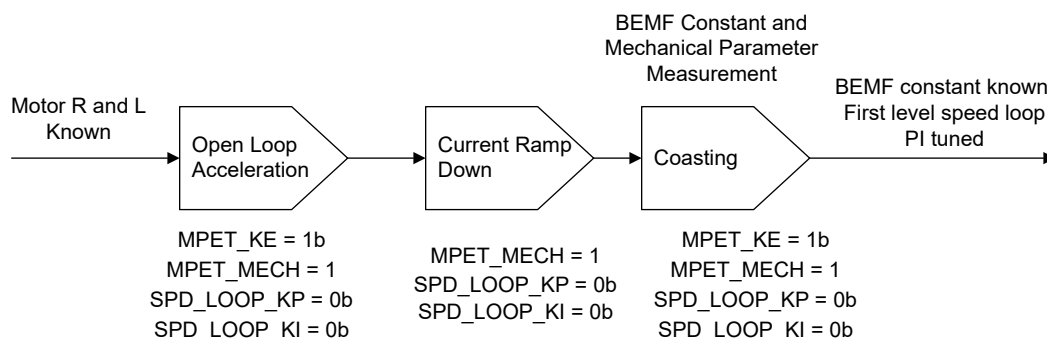 BEMF Constant and
Mechanical Parameter
Measurement
Motor R and L
Known
BEMF constant known
First level speed loop
PI tuned
Open Loop
Acceleration
Current Ramp
Down
Coasting
MPET_KE = 1b
MPET_MECH = 1
SPD_LOOP_KP = 0b
SPD_LOOP_KI = 0b
MPET_MECH = 1
SPD_LOOP_KP = 0b
SPD_LOOP_KI = 0b
MPET_KE = 1b
MPET_MECH = 1
SPD_LOOP_KP = 0b
SPD_LOOP_KI = 0b